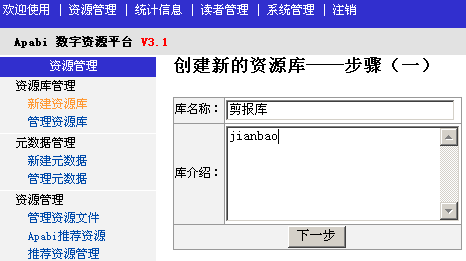 欢迎使用 | 资源管理 | 统计信息 | 读者管理 | 系统管理 | 注销
Apabi 数字资源平台 V3.1
资源管理
资源库管理
新建资源库
管理资源库
元数据管理
新建元数据
管理元数据
资源管理
管理资源文件
Apabi推荐资源
推荐资源管理
创建新的资源库——步骤（一）
库名称： 剪报库
库介绍： jianbao
下一步